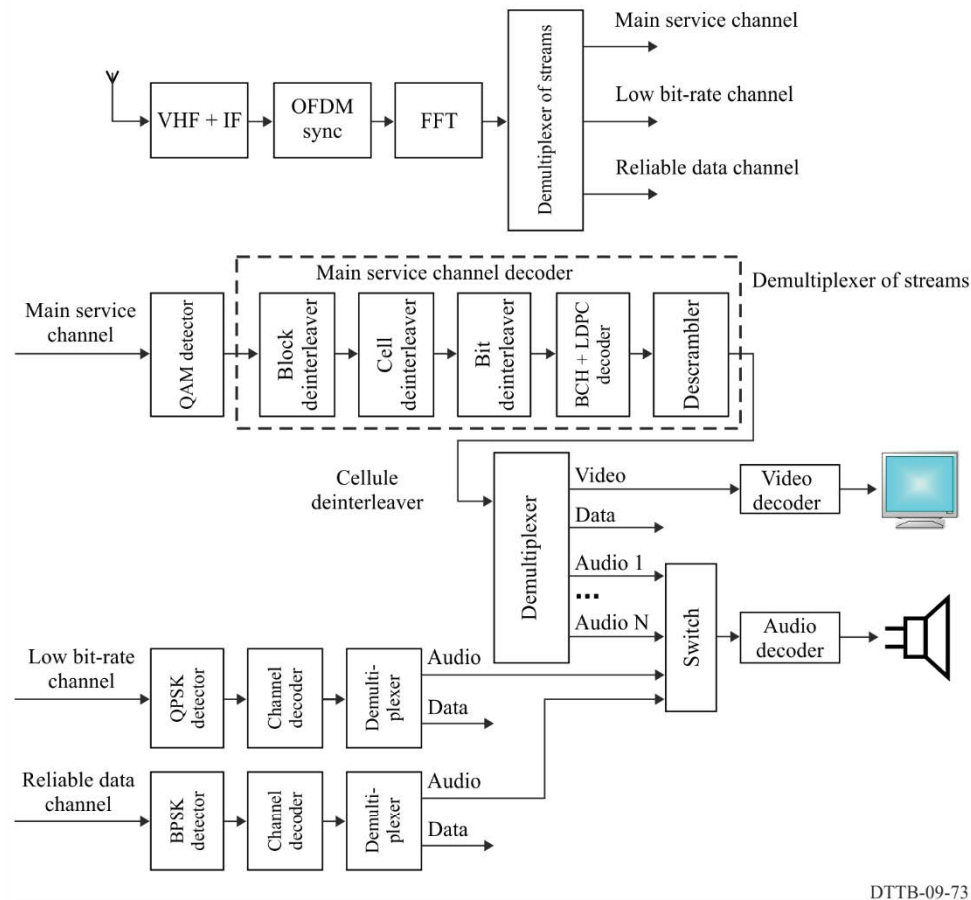 Main service channel
Low bit-rate channel
Reliable data channel
VHF + IF
OFDM
sync
FFT
Demultiplexer of streams
Main service channel decoder
Demultiplexer of streams
Main service
channel
QAM detector
Block
deinterleaver
Cell
deinterleaver
Bit
deinterleaver
BCH + LDPC
decoder
Descrambler
Cellule
deinterleaver
Demultiplexer
Video
Data
Audio 1
...
Audio N
Video
decoder
Switch
Audio
decoder
Low bit-rate
channel
QPSK
detector
Channel
decoder
Demulti-
plexer
Audio
Data
Reliable data
channel
BPSK
detector
Channel
decoder
Demulti-
plexer
Audio
Data
DTTB-09-73